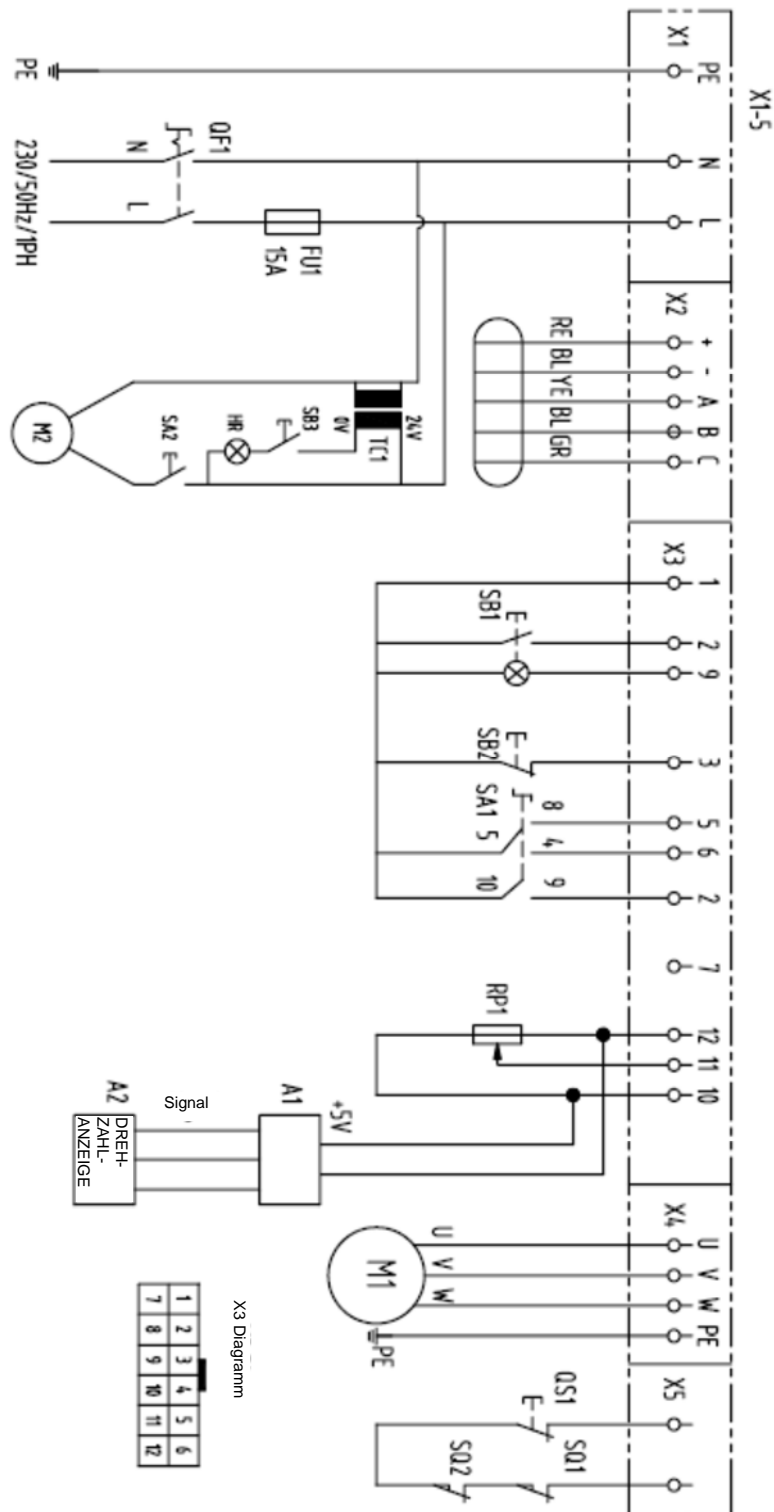 X1-5
PE N L + - A B C 1 2 9 3 5 6 2 7 12 11 10 U V W PE
X1 X2 X3 X4 X5
RE BL YE BL GR
QF1
N
L
FU1
15A
PE
230/50Hz/1PH
24V
0V
TC1
SB3
HR
SA2
M2
SB1
SB2
8 4 9
SA1 5 10
RP1
+5V
A1
Signal
A2
DREH-
ZAHL-
ANZEIGE
U V W
M1
PE
QS1
SQ1
SQ2
X3 Diagramm
1 2 3 4 5 6
7 8 9 10 11 12